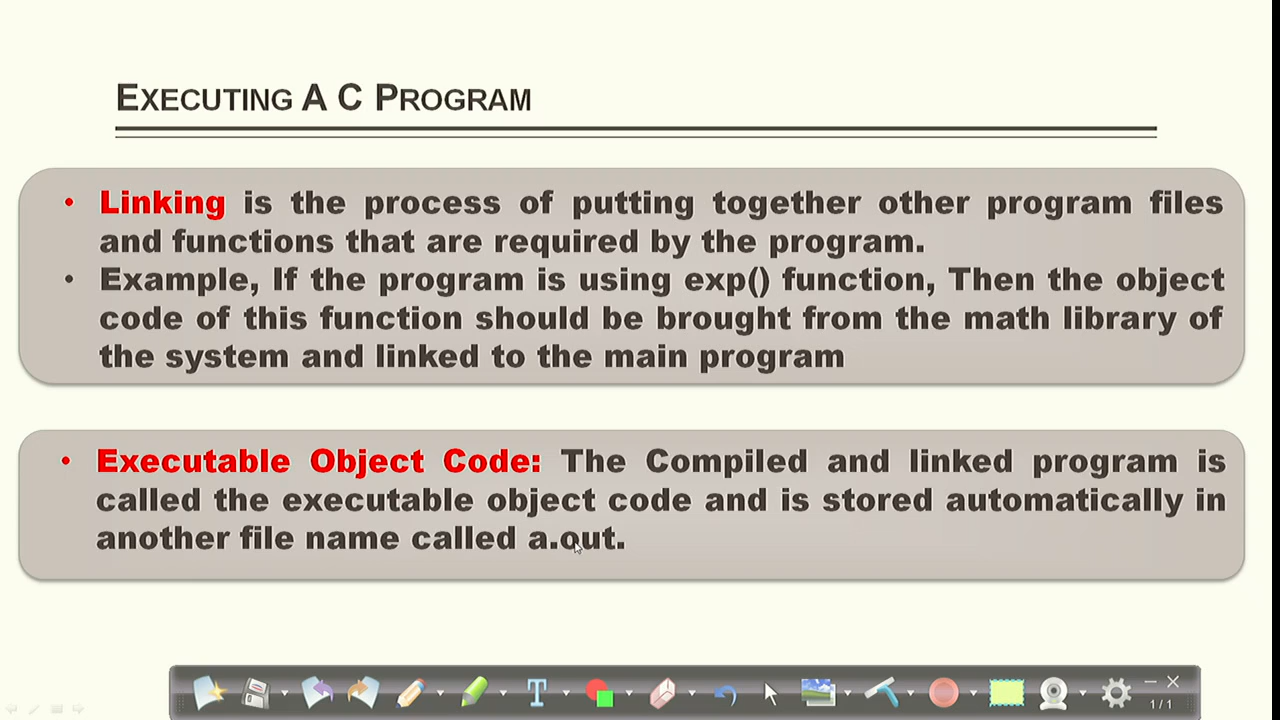 EXECUTING A C PROGRAM
• Linking is the process of putting together other program files
and functions that are required by the program.
• Example, If the program is using exp() function, Then the object
code of this function should be brought from the math library of
the system and linked to the main program
• Executable Object Code: The Compiled and linked program is
called the executable object code and is stored automatically in
another file name called a.out.
T
1/1